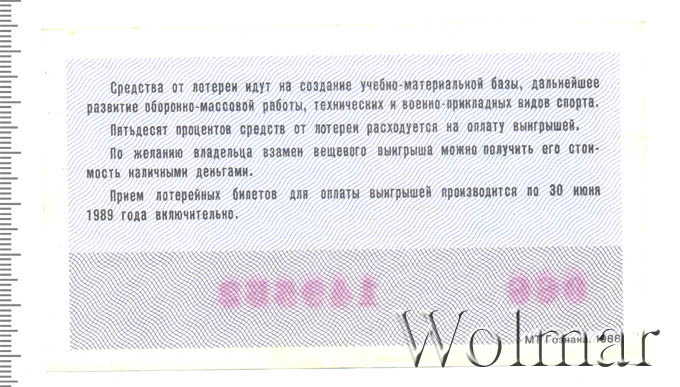 Средства от лотереи идут на создание учебно-материальной базы, дальнейшее
развитие оборонно-массовой работы, технических и военно-прикладных видов спорта.
Пятьдесят процентов средств от лотереи расходуется на оплату выигрышей.
По желанию владельца взамен вещевого выигрыша можно получить его стои-
мость наличными деньгами.
Прием лотерейных билетов для оплаты выигрышей производится по 30 июня
1989 года включительно.
Wolmar
МТ Гознака. 1988.